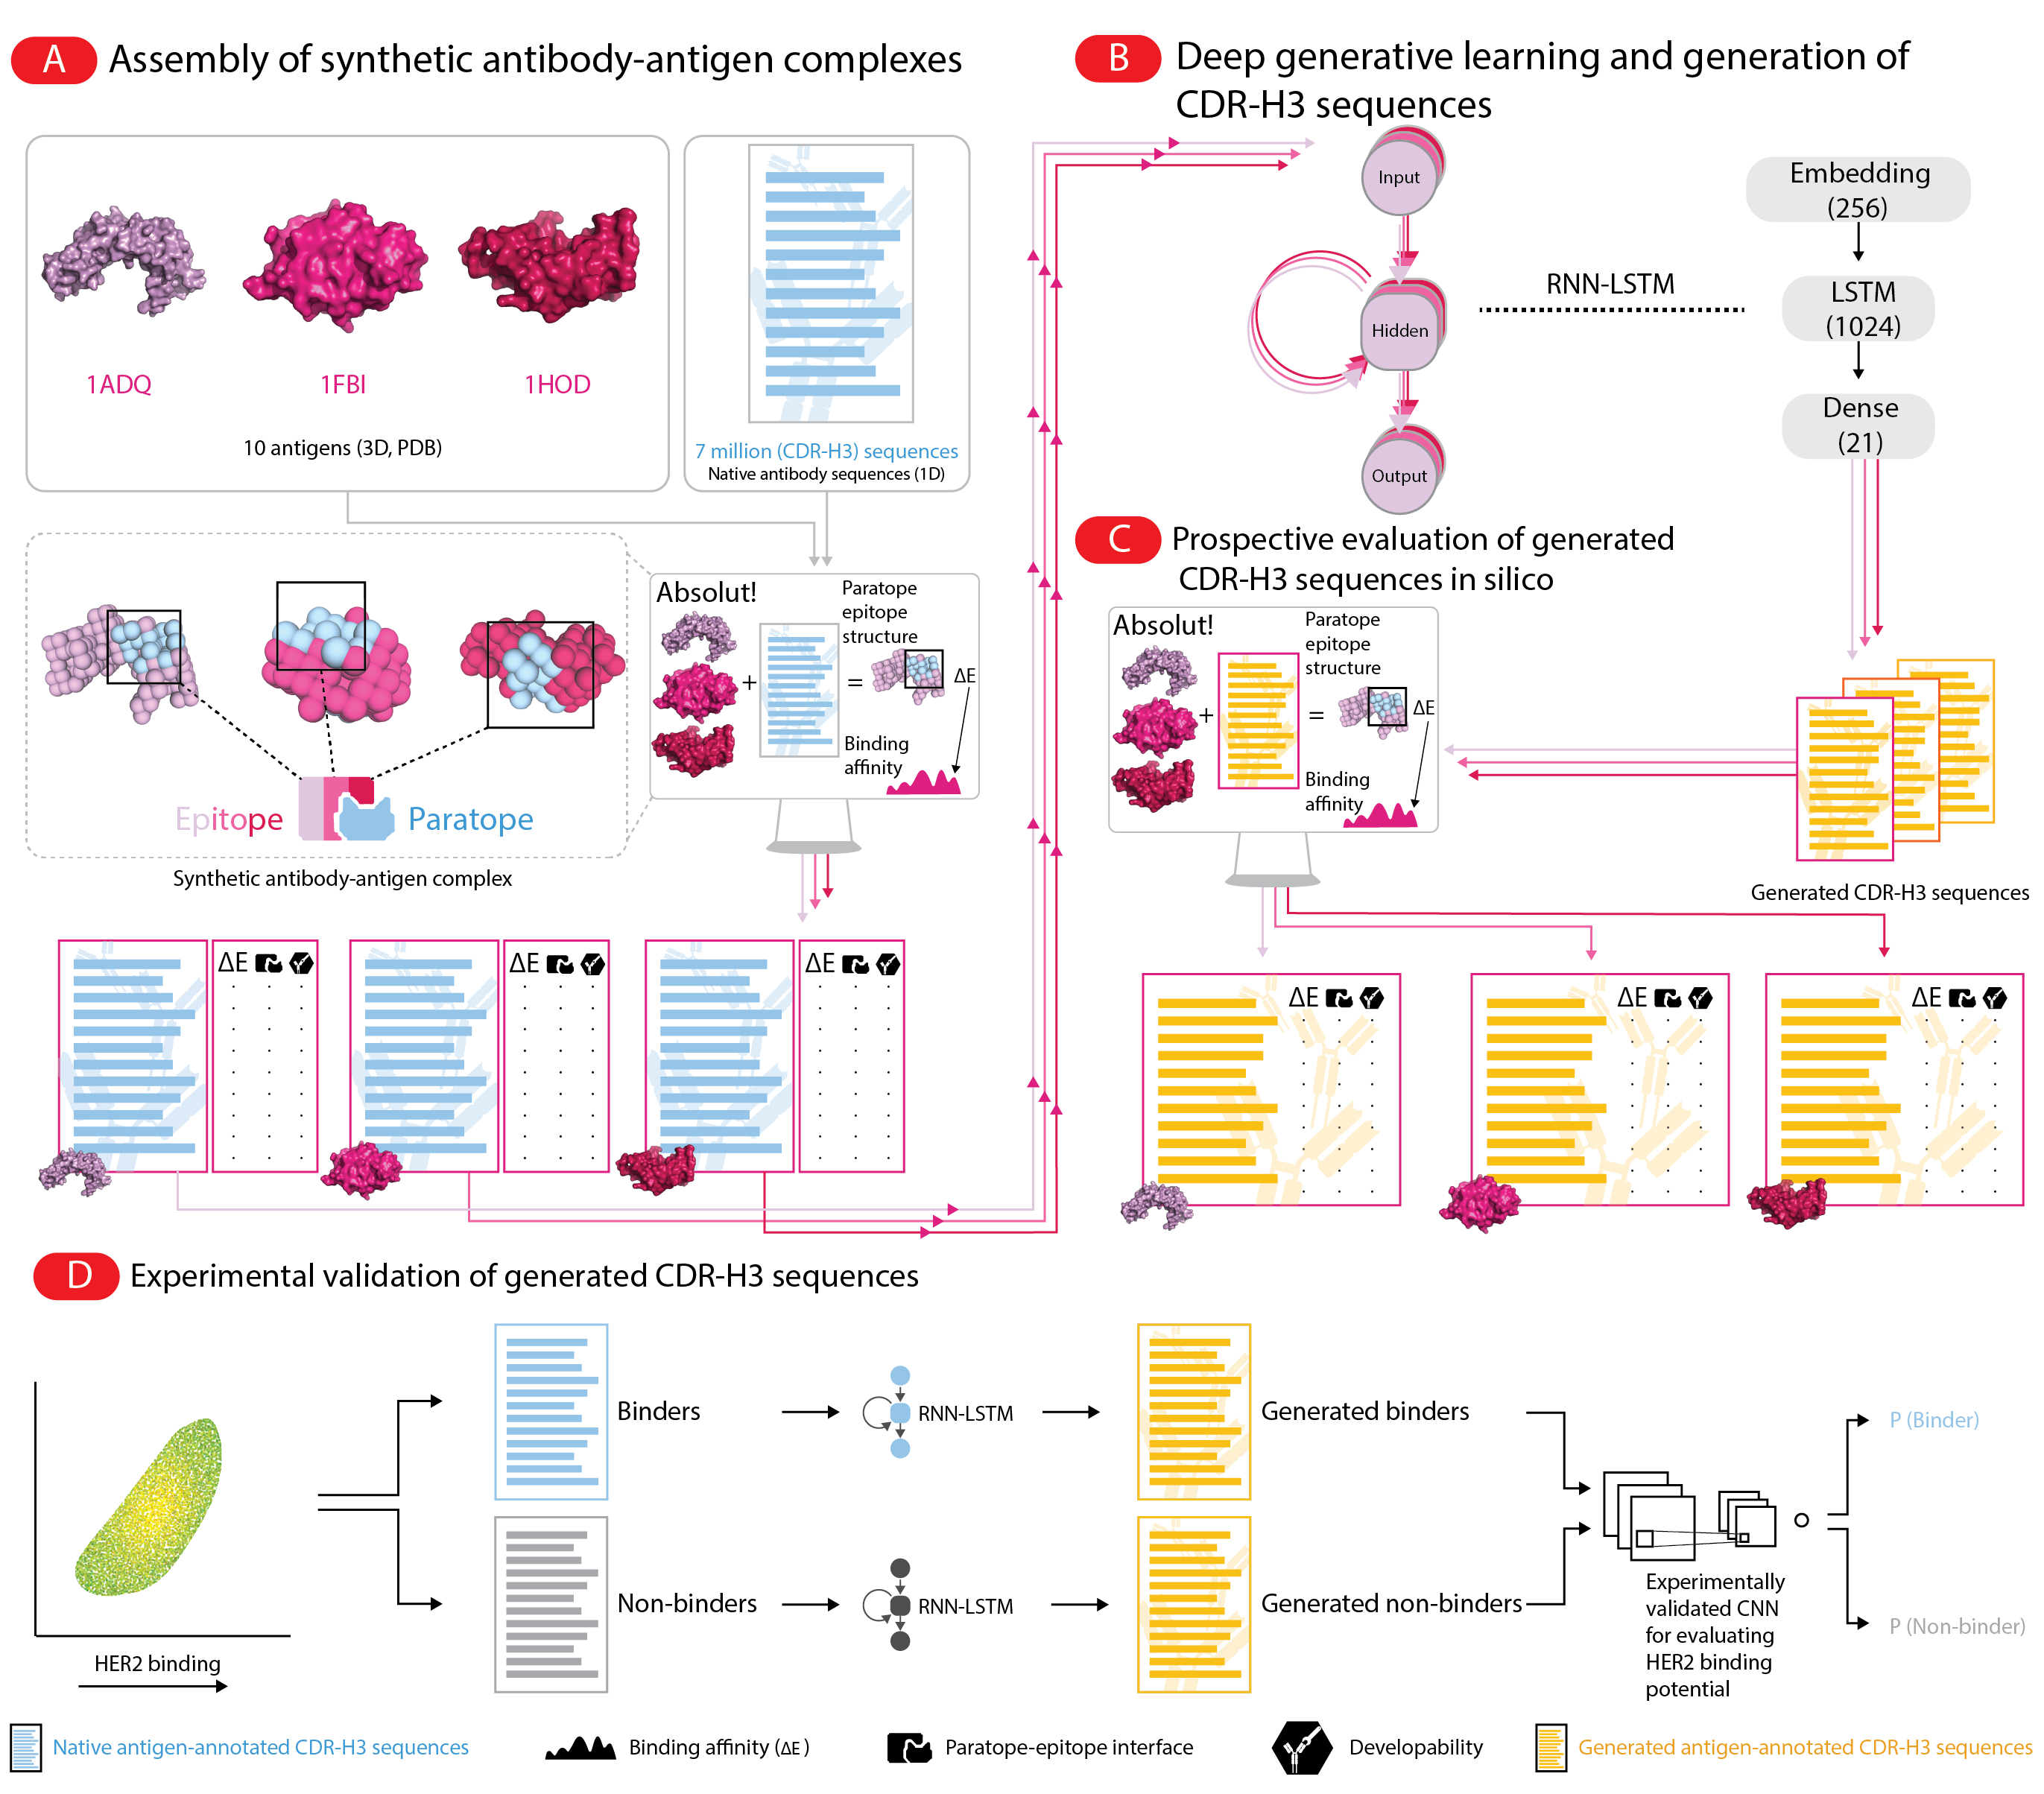 A Assembly of synthetic antibody-antigen complexes
1ADQ
1FBI
1HOD
10 antigens (3D, PDB)
7 million (CDR-H3) sequences
Native antibody sequences (1D)
Absolut!
Paratope
epitope
structure
+
=
ΔE
Binding
affinity
Epitope
Paratope
Synthetic antibody-antigen complex
ΔE
ΔE
ΔE
B Deep generative learning and generation of
CDR-H3 sequences
Input
Hidden
Output
RNN-LSTM
Embedding
(256)
LSTM
(1024)
Dense
(21)
C Prospective evaluation of generated
CDR-H3 sequences in silico
Absolut!
Paratope
epitope
structure
+
=
ΔE
Binding
affinity
Generated CDR-H3 sequences
ΔE
ΔE
ΔE
D Experimental validation of generated CDR-H3 sequences
HER2 binding
Binders
RNN-LSTM
Generated binders
Non-binders
RNN-LSTM
Generated non-binders
Experimentally
validated CNN
for evaluating
HER2 binding
potential
P (Binder)
P (Non-binder)
Native antigen-annotated CDR-H3 sequences
Binding affinity (ΔE )
Paratope-epitope interface
Developability
Generated antigen-annotated CDR-H3 sequences